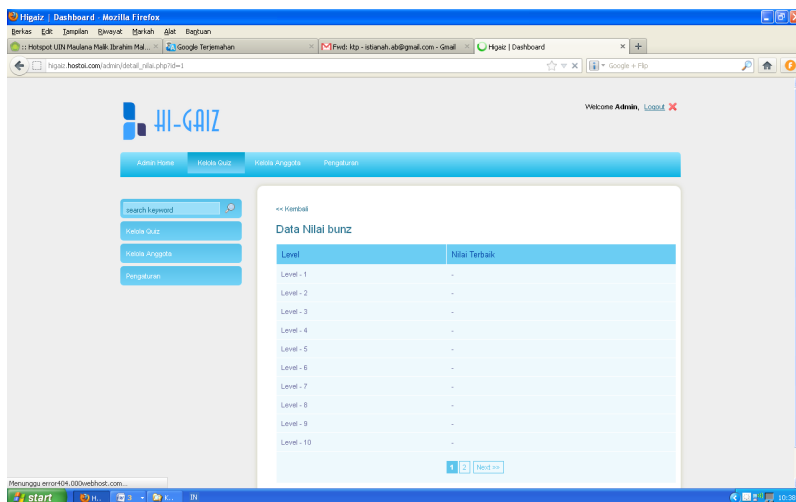 Higaiz | Dashboard - Mozilla Firefox
Berkas Edit Tampilan Riwayat Markah Alat Bantuan
:: Hotspot UIN Maulana Malik Ibrahim Mal... × Google Terjemahan × Fwd: ktp - istianah.ab@gmail.com - Gmail × Higaiz | Dashboard × +
higaiz.hostoi.com/admin/detail_nilai.php?id=1 Google + Flip
HI-GAIZ
Welcome Admin, Logout
Admin Home Kelola Quiz Kelola Anggota Pengaturan
search keyword
Kelola Quiz
Kelola Anggota
Pengaturan
<< Kembali
Data Nilai bunz
Level Nilai Terbaik
Level - 1 -
Level - 2 -
Level - 3 -
Level - 4 -
Level - 5 -
Level - 6 -
Level - 7 -
Level - 8 -
Level - 9 -
Level - 10 -
1 2 Next >>
Menunggu error404.000webhost.com...
start H... 3 K... IN 10:38